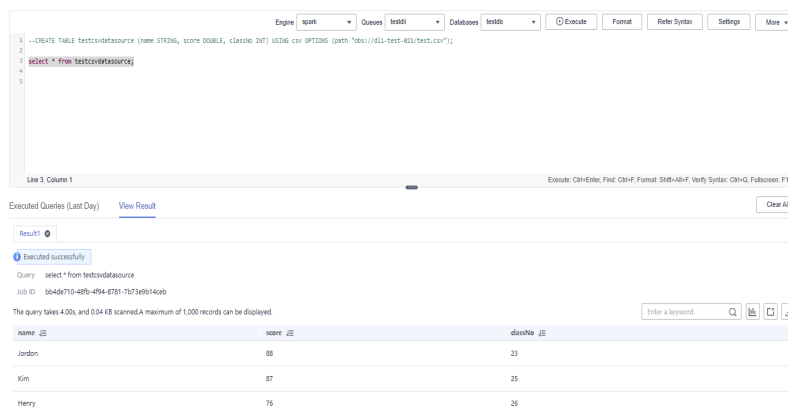 Engine spark Queues testdli Databases testdb Execute Format Refer Syntax Settings More
1 --CREATE TABLE testcsvdatasource (name STRING, score DOUBLE, classNo INT) USING csv OPTIONS (path "obs://dli-test-021/test.csv");
2
3 select * from testcsvdatasource;
4
5
Line 3, Column 1 Execute: Ctrl+Enter, Find: Ctrl+F, Format: Shift+Alt+F, Verify Syntax: Ctrl+Q, Fullscreen: F1
Executed Queries (Last Day) View Result Clear All
Result1
Executed successfully
Query select * from testcsvdatasource
Job ID bb4de710-48fb-4f94-8781-7b73e9b14ceb
The query takes 4.00s, and 0.04 KB scanned.A maximum of 1,000 records can be displayed. Enter a keyword.
name score classNo
Jordon 88 23
Kim 87 25
Henry 76 26